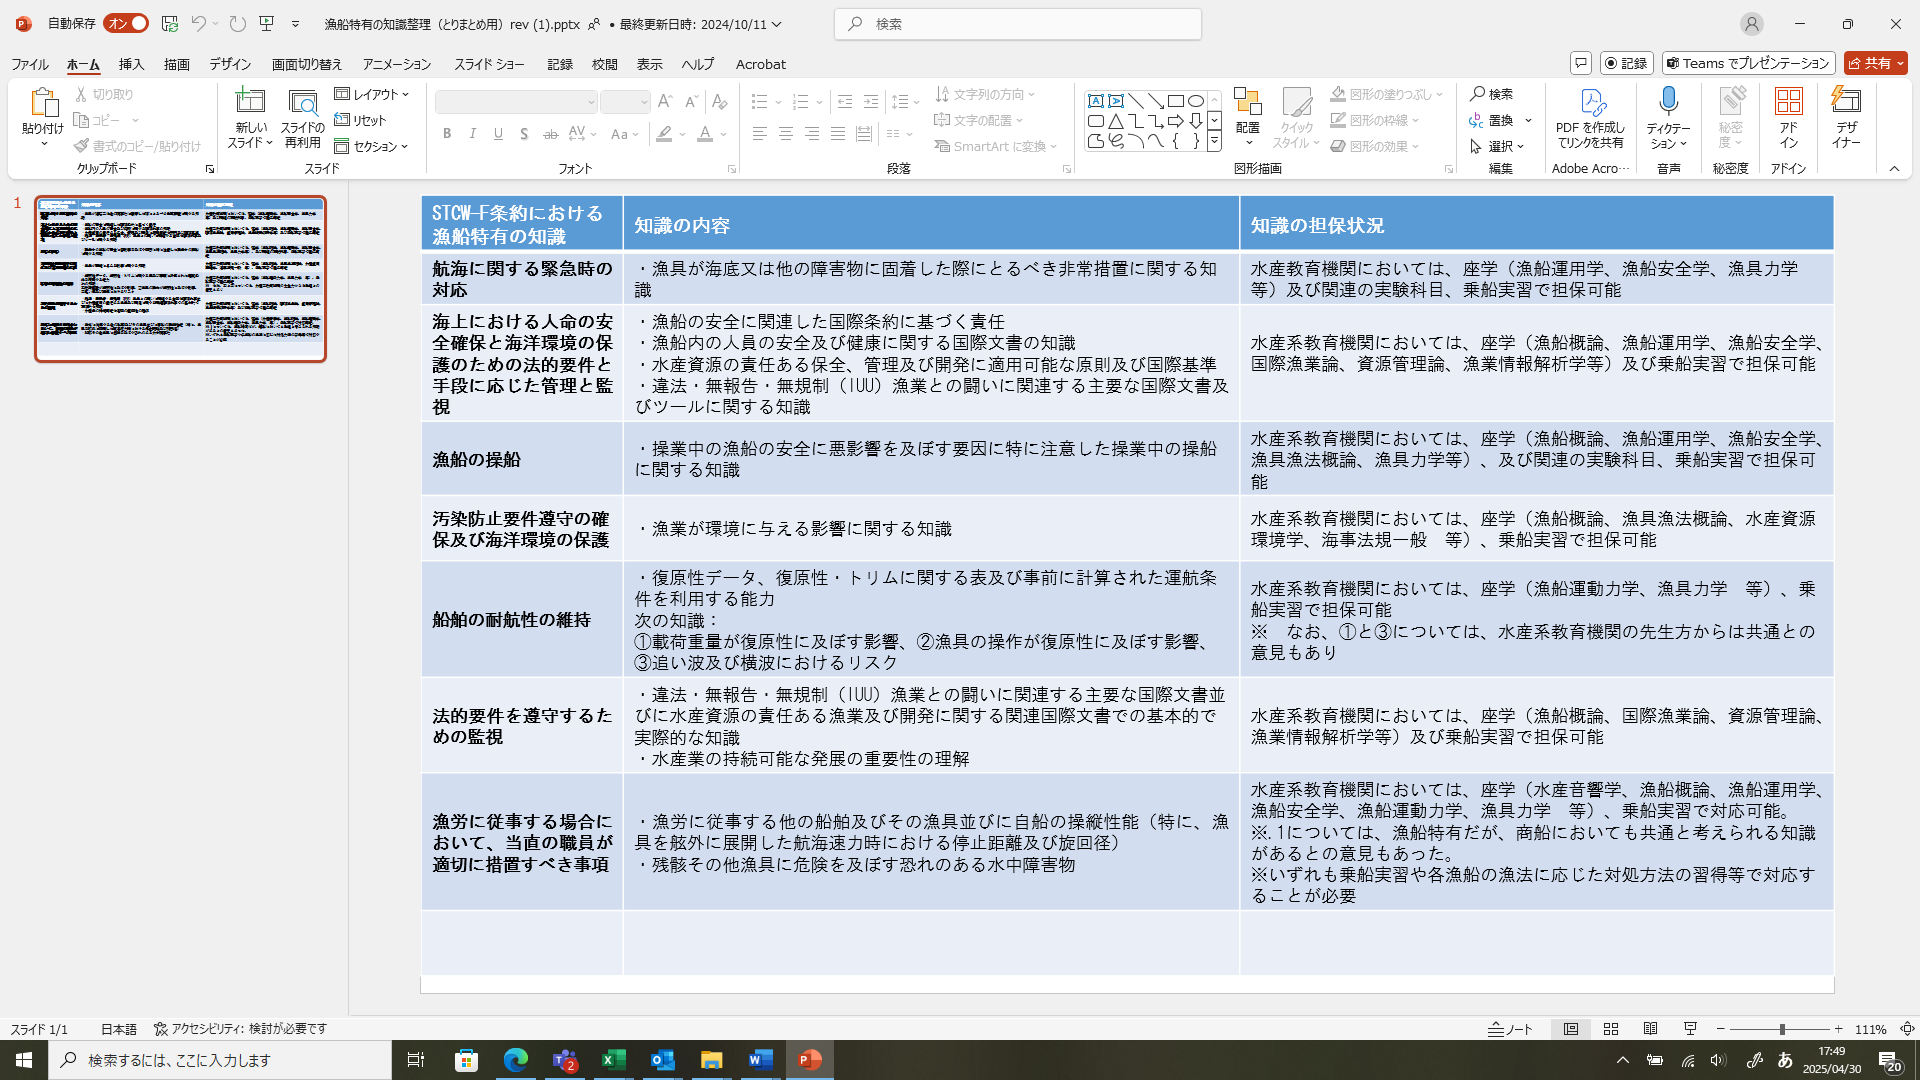 自動保存 オン 漁船特有の知識整理（とりまとめ用）rev (1).pptx • 最終更新日時: 2024/10/11 検索
ファイル ホーム 挿入 描画 デザイン 画面切り替え アニメーション スライド ショー 記録 校閲 表示 ヘルプ Acrobat 記録 Teams でプレゼンテーション 共有
貼り付け
切り取り
コピー
書式のコピー/貼り付け
クリップボード
新しい
スライド
スライドの
再利用
レイアウト
リセット
セクション
スライド
B I U S ab AV Aa A
フォント
文字列の方向
文字の配置
SmartArt に変換
段落
配置
クイック
スタイル
図形の塗りつぶし
図形の枠線
図形の効果
図形描画
検索
置換
選択
編集
PDF を作成し
てリンクを共有
Adobe Acro…
ディクテー
ション
音声
秘密
度
秘密度
アド
イン
アドイン
デザ
イナー
1
STCW-F条約における
漁船特有の知識
知識の内容
知識の担保状況
航海に関する緊急時の
対応
・漁具が海底又は他の障害物に固着した際にとるべき非常措置に関する知
識
水産教育機関においては、座学（漁船運用学、漁船安全学、漁具力学
等）及び関連の実験科目、乗船実習で担保可能
海上における人命の安
全確保と海洋環境の保
護のための法的要件と
手段に応じた管理と監
視
・漁船の安全に関連した国際条約に基づく責任
・漁船内の人員の安全及び健康に関する国際文書の知識
・水産資源の責任ある保全、管理及び開発に適用可能な原則及び国際基準
・違法・無報告・無規制（IUU）漁業との闘いに関連する主要な国際文書及
びツールに関する知識
水産系教育機関においては、座学（漁船概論、漁船運用学、漁船安全学、
国際漁業論、資源管理論、漁業情報解析学等）及び乗船実習で担保可能
漁船の操船
・操業中の漁船の安全に悪影響を及ぼす要因に特に注意した操業中の操船
に関する知識
水産系教育機関においては、座学（漁船概論、漁船運用学、漁船安全学、
漁具漁法概論、漁具力学等）、及び関連の実験科目、乗船実習で担保可
能
汚染防止要件遵守の確
保及び海洋環境の保護
・漁業が環境に与える影響に関する知識
水産系教育機関においては、座学（漁船概論、漁具漁法概論、水産資源
環境学、海事法規一般　等）、乗船実習で担保可能
船舶の耐航性の維持
・復原性データ、復原性・トリムに関する表及び事前に計算された運航条
件を利用する能力
次の知識：
①載荷重量が復原性に及ぼす影響、②漁具の操作が復原性に及ぼす影響、
③追い波及び横波におけるリスク
水産系教育機関においては、座学（漁船運動力学、漁具力学　等）、乗
船実習で担保可能
※　なお、①と③については、水産系教育機関の先生方からは共通との
意見もあり
法的要件を遵守するた
めの監視
・違法・無報告・無規制（IUU）漁業との闘いに関連する主要な国際文書並
びに水産資源の責任ある漁業及び開発に関する関連国際文書での基本的で
実際的な知識
・水産業の持続可能な発展の重要性の理解
水産系教育機関においては、座学（漁船概論、国際漁業論、資源管理論、
漁業情報解析学等）及び乗船実習で担保可能
漁労に従事する場合に
おいて、当直の職員が
適切に措置すべき事項
・漁労に従事する他の船舶及びその漁具並びに自船の操縦性能（特に、漁
具を舷外に展開した航海速力時における停止距離及び旋回径）
・残骸その他漁具に危険を及ぼす恐れのある水中障害物
水産系教育機関においては、座学（水産音響学、漁船概論、漁船運用学、
漁船安全学、漁船運動力学、漁具力学　等）、乗船実習で対応可能。
※.1については、漁船特有だが、商船においても共通と考えられる知識
があるとの意見もあった。
※いずれも乗船実習や各漁船の漁法に応じた対処方法の習得等で対応す
ることが必要
スライド 1/1 日本語 アクセシビリティ: 検討が必要です ノート 111%
検索するには、ここに入力します
2
あ
17:49
2025/04/30
20